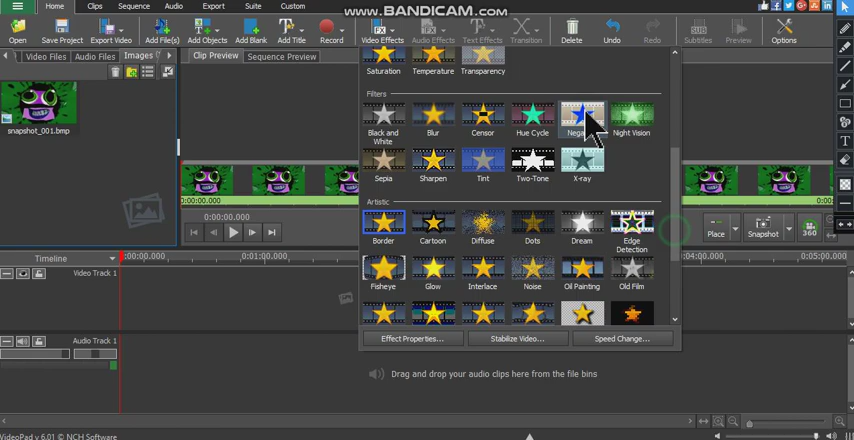 www.BANDICAM.com
Home Clips Sequence Audio Export Suite Custom
Open Save Project Export Video Add File(s) Add Objects Add Blank Add Title Record Video Effects Audio Effects Text Effects Transition Delete Undo Redo Subtitles Preview Options
Video Files Audio Files Images Clip Preview Sequence Preview
snapshot_001.bmp
Saturation Temperature Transparency
Filters
Black and White Blur Censor Hue Cycle Night Vision
Sepia Sharpen Tint Two-Tone X-ray
Artistic
Border Cartoon Diffuse Dots Dream Edge Detection
Fisheye Glow Interlace Noise Oil Painting Old Film
Effect Properties... Stabilize Video... Speed Change...
0:00:00.000
0:00:00.000
Place Snapshot 360
Timeline 0:00:00.000 0:01:00.000 0:04:00.000 0:05:00.000
Video Track 1
Audio Track 1
Drag and drop your audio clips here from the file bins
VideoPad v 6.01 © NCH Software